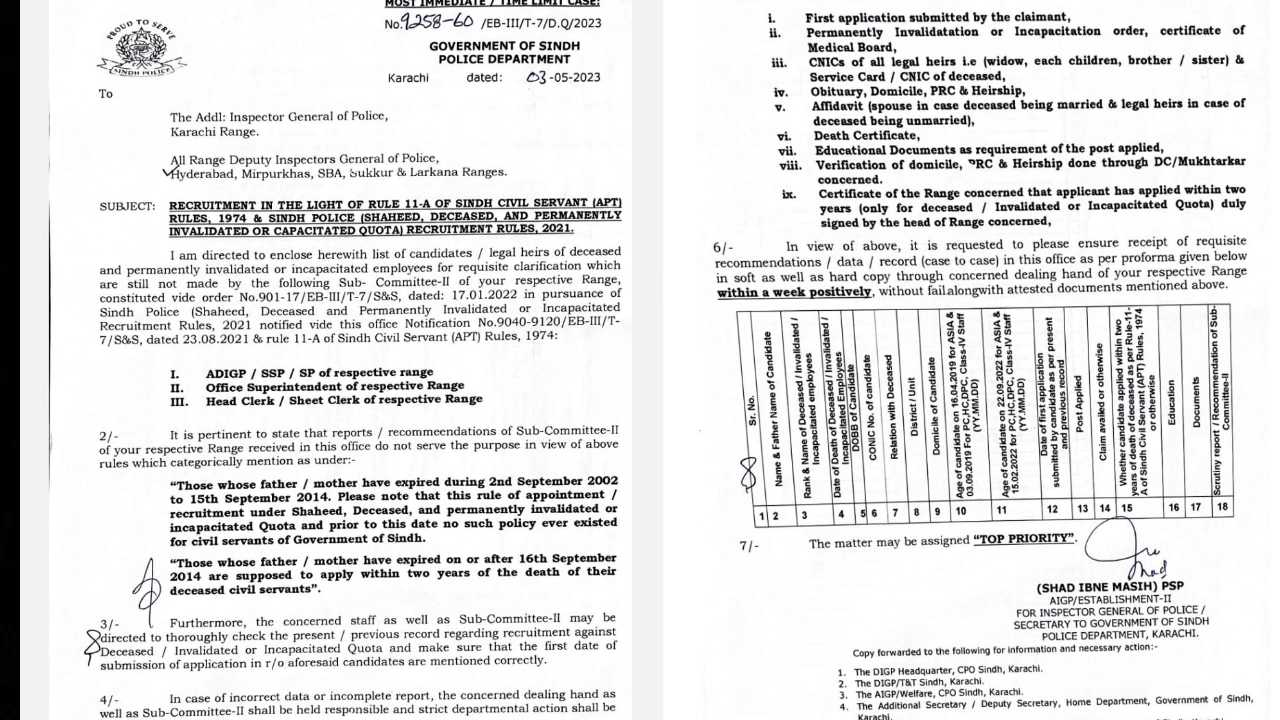 MOST IMMEDIATE / TIME LIMIT CASE:
No.9258-60 /EB-III/T-7/D.Q/2023
PROUD TO SERVE
SINDH POLICE
GOVERNMENT OF SINDH
POLICE DEPARTMENT
Karachi dated: 03-05-2023
To
The Addl: Inspector General of Police,
Karachi Range.
All Range Deputy Inspectors General of Police,
Hyderabad, Mirpurkhas, SBA, Sukkur & Larkana Ranges.
SUBJECT: RECRUITMENT IN THE LIGHT OF RULE 11-A OF SINDH CIVIL SERVANT (APT)
RULES, 1974 & SINDH POLICE (SHAHEED, DECEASED, AND PERMANENTLY
INVALIDATED OR CAPACITATED QUOTA) RECRUITMENT RULES, 2021.
I am directed to enclose herewith list of candidates / legal heirs of deceased
and permanently invalidated or incapacitated employees for requisite clarification which
are still not made by the following Sub- Committee-II of your respective Range,
constituted vide order No.901-17/EB-III/T-7/S&S, dated: 17.01.2022 in pursuance of
Sindh Police (Shaheed, Deceased and Permanently Invalidated or Incapacitated
Recruitment Rules, 2021 notified vide this office Notification No.9040-9120/EB-III/T-
7/S&S, dated 23.08.2021 & rule 11-A of Sindh Civil Servant (APT) Rules, 1974:
I. ADIGP / SSP / SP of respective range
II. Office Superintendent of respective Range
III. Head Clerk / Sheet Clerk of respective Range
2/- It is pertinent to state that reports / recommeendations of Sub-Committee-II
of your respective Range received in this office do not serve the purpose in view of above
rules which categorically mention as under:-
“Those whose father / mother have expired during 2nd September 2002
to 15th September 2014. Please note that this rule of appointment /
recruitment under Shaheed, Deceased, and permanently invalidated or
incapacitated Quota and prior to this date no such policy ever existed
for civil servants of Government of Sindh.
“Those whose father / mother have expired on or after 16th September
2014 are supposed to apply within two years of the death of their
deceased civil servants”.
3/- Furthermore, the concerned staff as well as Sub-Committee-II may be
directed to thoroughly check the present / previous record regarding recruitment against
Deceased / Invalidated or Incapacitated Quota and make sure that the first date of
submission of application in r/o aforesaid candidates are mentioned correctly.
4/- In case of incorrect data or incomplete report, the concerned dealing hand as
well as Sub-Committee-II shall be held responsible and strict departmental action shall be
i. First application submitted by the claimant,
ii. Permanently Invalidatation or Incapacitation order, certificate of
Medical Board,
iii. CNICs of all legal heirs i.e (widow, each children, brother / sister) &
Service Card / CNIC of deceased,
iv. Obituary, Domicile, PRC & Heirship,
v. Affidavit (spouse in case deceased being married & legal heirs in case of
deceased being unmarried),
vi. Death Certificate,
vii. Educational Documents as requirement of the post applied,
viii. Verification of domicile, PRC & Heirship done through DC/Mukhtarkar
concerned.
ix. Certificate of the Range concerned that applicant has applied within two
years (only for deceased / Invalidated or Incapacitated Quota) duly
signed by the head of Range concerned,
6/- In view of above, it is requested to please ensure receipt of requisite
recommendations / data / record (case to case) in this office as per proforma given below
in soft as well as hard copy through concerned dealing hand of your respective Range
within a week positively, without fail alongwith attested documents mentioned above.
Sr. No.
Name & Father Name of Candidate
Rank & Name of Deceased / Invalidated /
Incapacitated employees
Date of Death of Deceased / Invalidated /
Incapacitated Employees
DOBB of Candidate
CONIC No. of candidate
Relation with Deceased
District / Unit
Domicile of Candidate
Age of candidate on 16.04.2019 for ASIA &
03.09.2019 For PC,HC,DPC, Class-IV Staff
(YY,MM.DD)
Age of candidate on 22.09.2022 for ASIA &
15.02.2022 for PC,HC,DPC, Class-IV Staff
(YY.MM.DD)
Date of first application
submitted by candidate as per present
and previous record
Post Applied
Claim availed or otherwise
Whether candidate applied within two
years of death of deceased as per Rule-11-
A of Sindh Civil Servant (APT) Rules, 1974
or otherwise
Education
Documents
Scrutiny report / Recommendation of Sub-
Committee-II
1 2 3 4 5 6 7 8 9 10 11 12 13 14 15 16 17 18
7/- The matter may be assigned “TOP PRIORITY”.
(SHAD IBNE MASIH) PSP
AIGP/ESTABLISHMENT-II
FOR INSPECTOR GENERAL OF POLICE /
SECRETARY TO GOVERNMENT OF SINDH
POLICE DEPARTMENT, KARACHI.
Copy forwarded to the following for information and necessary action:-
1. The DIGP Headquarter, CPO Sindh, Karachi.
2. The DIGP/T&T Sindh, Karachi.
3. The AIGP/Welfare, CPO Sindh, Karachi.
4. The Additional Secretary / Deputy Secretary, Home Department, Government of Sindh,
Karachi.